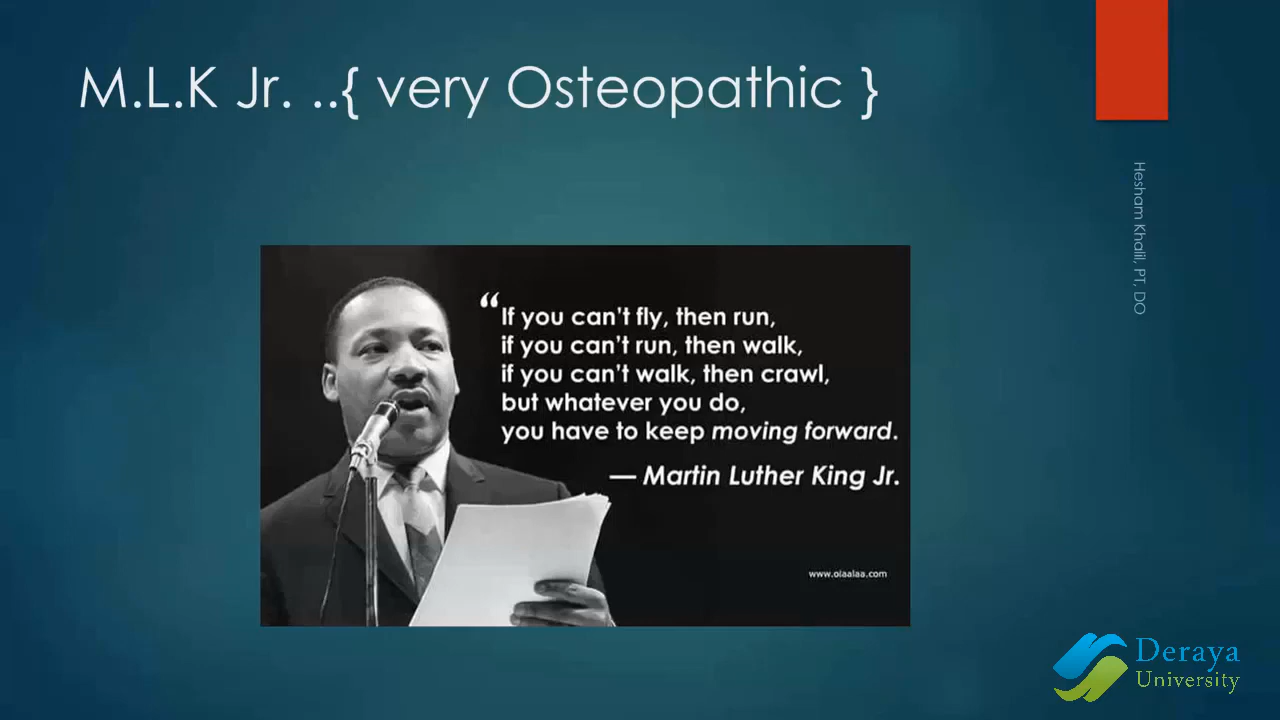 M.L.K Jr. ..{ very Osteopathic }
Hesham Khalil, PT, DO
“If you can't fly, then run,
if you can't run, then walk,
if you can't walk, then crawl,
but whatever you do,
you have to keep moving forward.
— Martin Luther King Jr.
www.olaalaa.com
Deraya
University